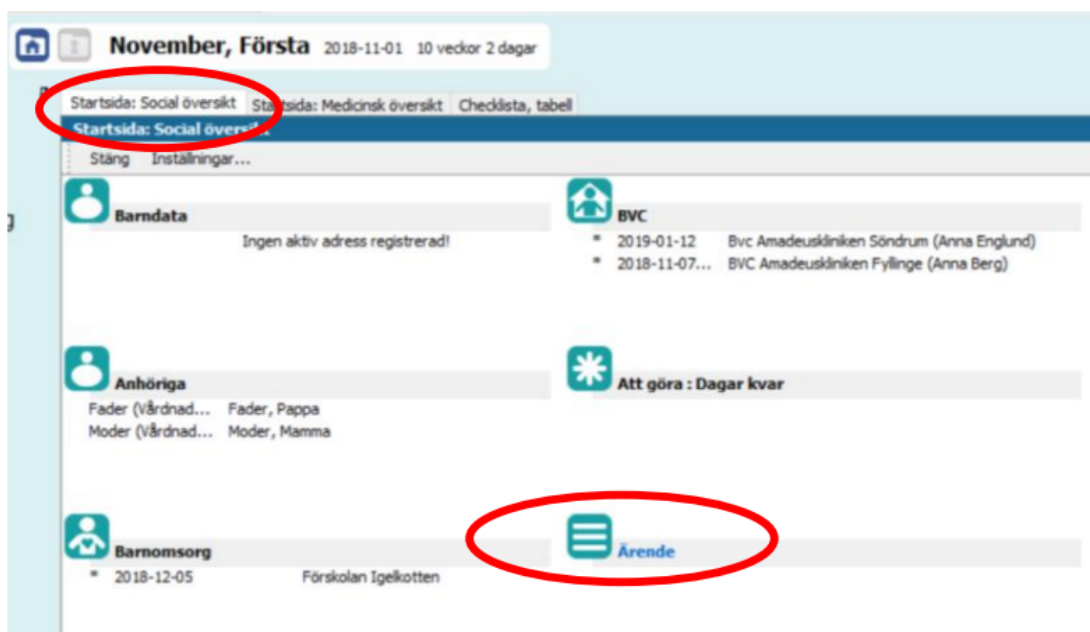 November, Första 2018-11-01 10 veckor 2 dagar
Startsida: Social översikt Startsida: Medicinsk översikt Checklista, tabell
Startsida: Social översikt
Stäng Inställningar...
Barndata
Ingen aktiv adress registrerad!
BVC
* 2019-01-12 Bvc Amadeuskliniken Söndrum (Anna Englund)
* 2018-11-07... BVC Amadeuskliniken Fyllinge (Anna Berg)
Anhöriga
Fader (Vårdnad... Fader, Pappa
Moder (Vårdnad... Moder, Mamma
Att göra : Dagar kvar
Barnomsorg
* 2018-12-05 Förskolan Igelkotten
Ärende